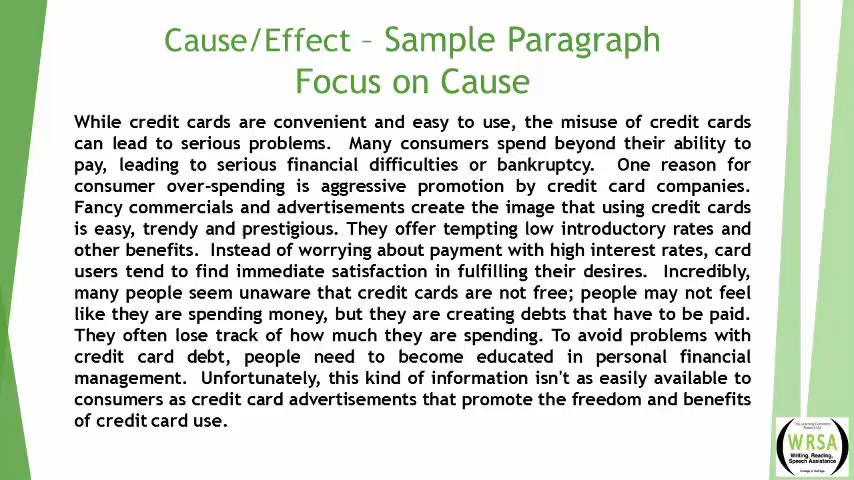 Cause/Effect – Sample Paragraph
Focus on Cause
While credit cards are convenient and easy to use, the misuse of credit cards
can lead to serious problems. Many consumers spend beyond their ability to
pay, leading to serious financial difficulties or bankruptcy. One reason for
consumer over-spending is aggressive promotion by credit card companies.
Fancy commercials and advertisements create the image that using credit cards
is easy, trendy and prestigious. They offer tempting low introductory rates and
other benefits. Instead of worrying about payment with high interest rates, card
users tend to find immediate satisfaction in fulfilling their desires. Incredibly,
many people seem unaware that credit cards are not free; people may not feel
like they are spending money, but they are creating debts that have to be paid.
They often lose track of how much they are spending. To avoid problems with
credit card debt, people need to become educated in personal financial
management. Unfortunately, this kind of information isn't as easily available to
consumers as credit card advertisements that promote the freedom and benefits
of credit card use.
The Learning Commons
WRSA
Writing, Reading,
Speech Assistance
College of DuPage